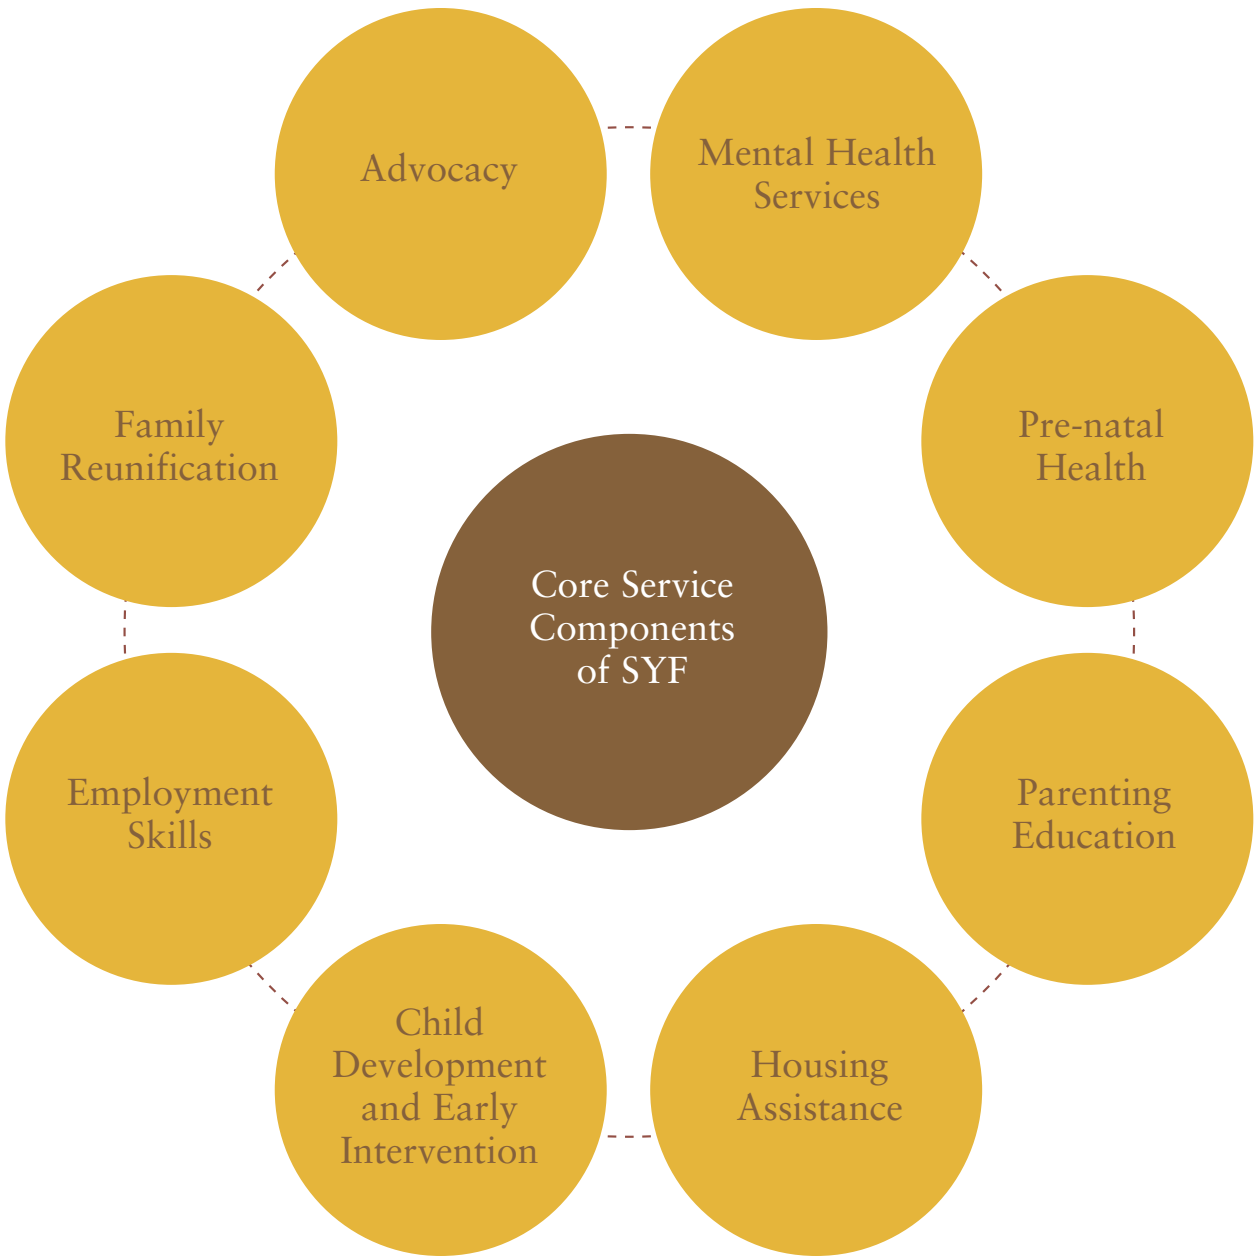 Advocacy
Mental Health
Services
Pre-natal
Health
Parenting
Education
Housing
Assistance
Child
Development
and Early
Intervention
Employment
Skills
Family
Reunification
Core Service
Components
of SYF